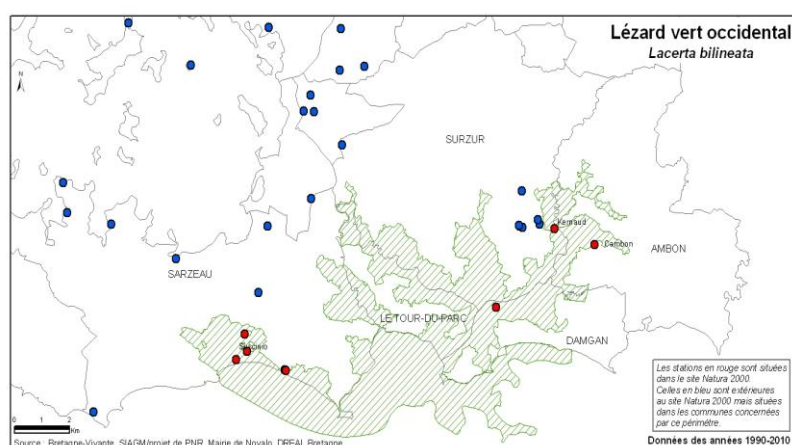 Lézard vert occidental
Lacerta bilineata
N
SURZUR
Kernaud
Cambon
AMBON
SARZEAU
LE TOUR-DU-PARC
Suscinio
DAMGAN
Les stations en rouge sont situées
dans le site Natura 2000.
Celles en bleu sont extérieures
au site Natura 2000 mais situées
dans les communes concernées
par ce périmètre.
0 1 2
Km
Source : Bretagne-Vivante, SIAGM/projet de PNR, Mairie de Noyalo, DREAL Bretagne
Données des années 1990-2010